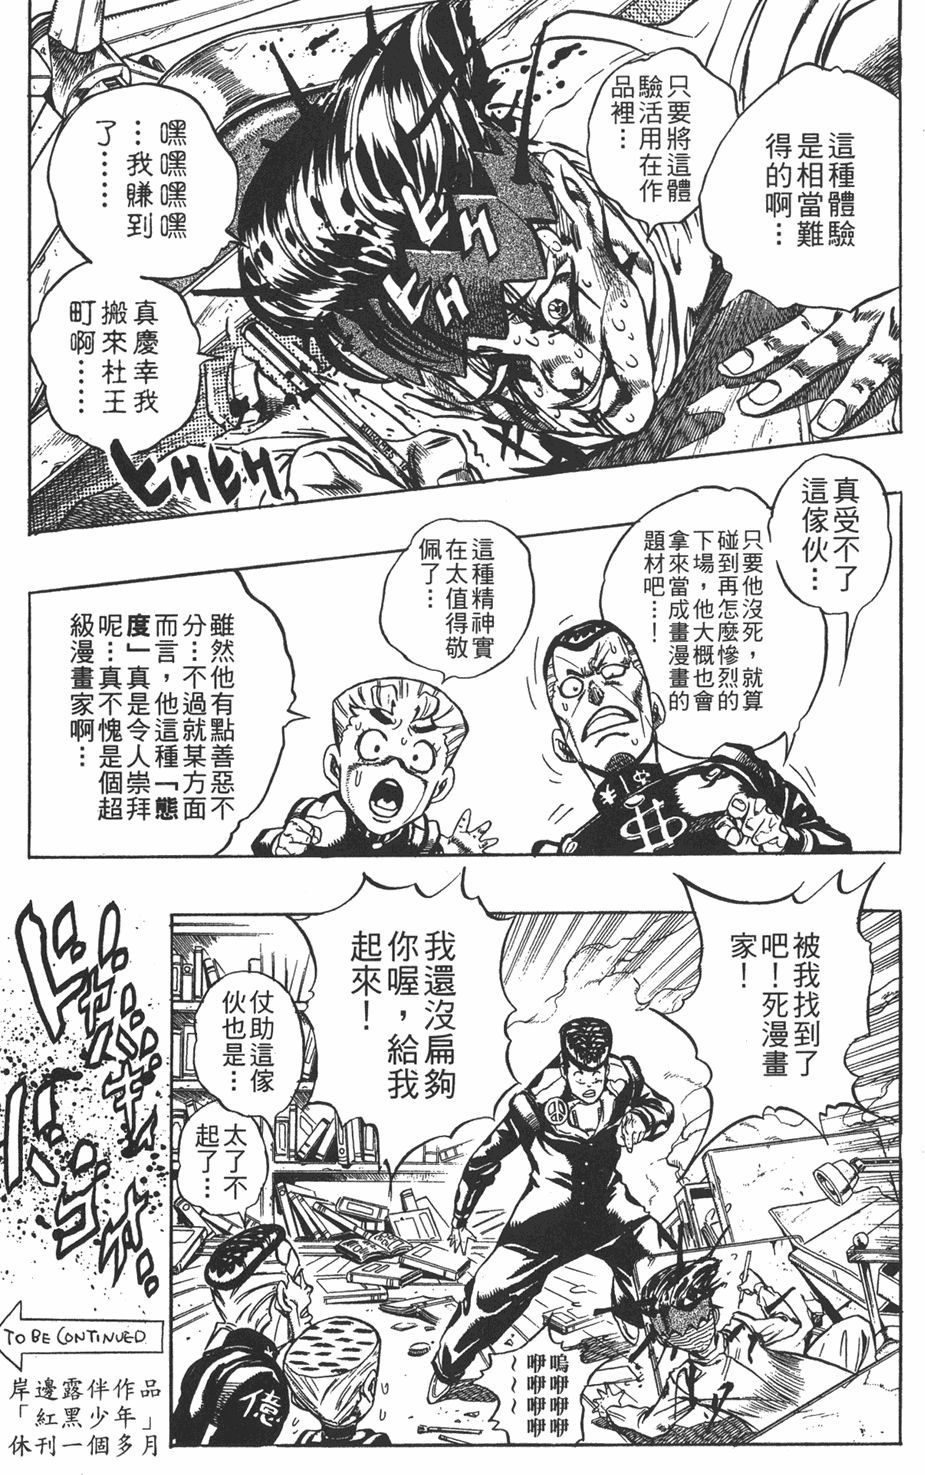 這種體驗
是相當難
得的啊…
只要將這體
驗活用在作
品裡…
嘿嘿嘿嘿
…我賺到
了……
真慶幸我
搬來杜王
町啊……
真受不了
這傢伙…
只要他沒死，就算
碰到再怎麼慘烈的
下場，他大概也會
拿來當成畫漫畫的
題材吧…！
這種精神實
在太值得敬
佩了…
雖然他有點善惡不
分…不過就某方面
而言，他這種「態
度」真是令人崇拜
呢…真不愧是個超
級漫畫家啊…
被我找到了
吧！死漫畫
家！
我還沒扁夠
你喔，給我
起來！
仗助這傢
伙也是…
太了不
起了…
嗚咿咿咿
咿咿咿咿
～～
億
TO BE CONTINUED
岸邊露伴作品
「紅黑少年」
休刊一個多月